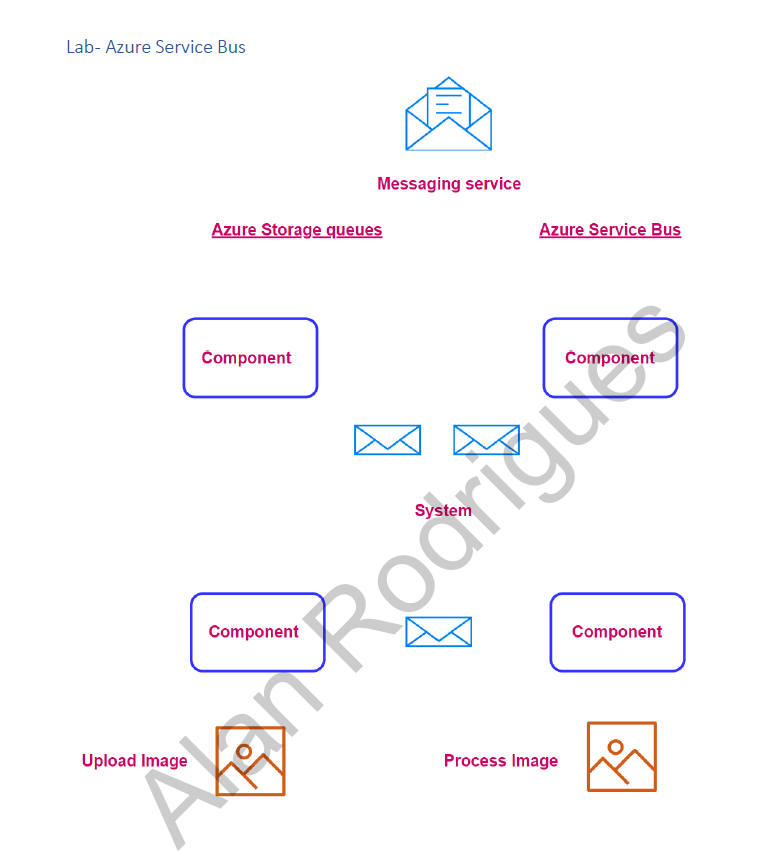 Lab- Azure Service Bus
Messaging service
Azure Storage queues
Azure Service Bus
Component
Component
System
Component
Component
Upload Image
Process Image
Alan Rodrigues